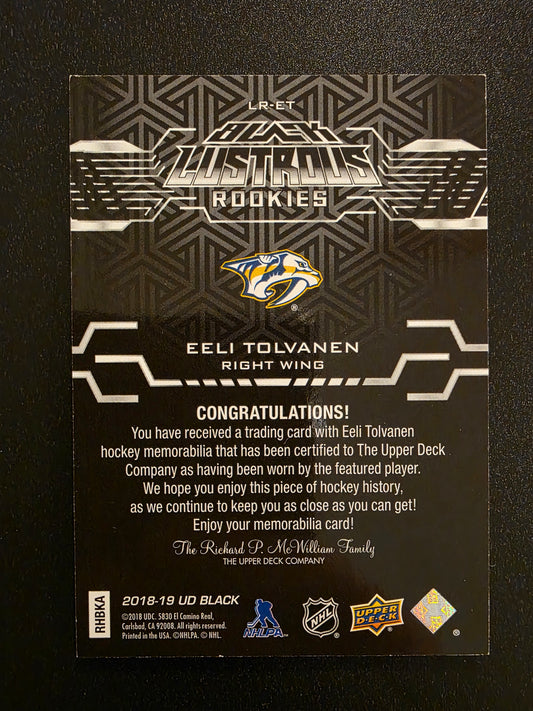 LR-ET
BLACK
LUSTROUS
ROOKIES
®
EELI TOLVANEN
RIGHT WING
CONGRATULATIONS!
You have received a trading card with Eeli Tolvanen
hockey memorabilia that has been certified to The Upper Deck
Company as having been worn by the featured player.
We hope you enjoy this piece of hockey history,
as we continue to keep you as close as you can get!
Enjoy your memorabilia card!
The Richard P. McWilliam Family
THE UPPER DECK COMPANY
RHBKA
2018-19 UD BLACK
©2018 UDC. 5830 El Camino Real,
Carlsbad, CA 92008. All rights reserved.
Printed in the USA. ©NHLPA. © NHL.
NHLPA
NHL
UPPER
DECK
®